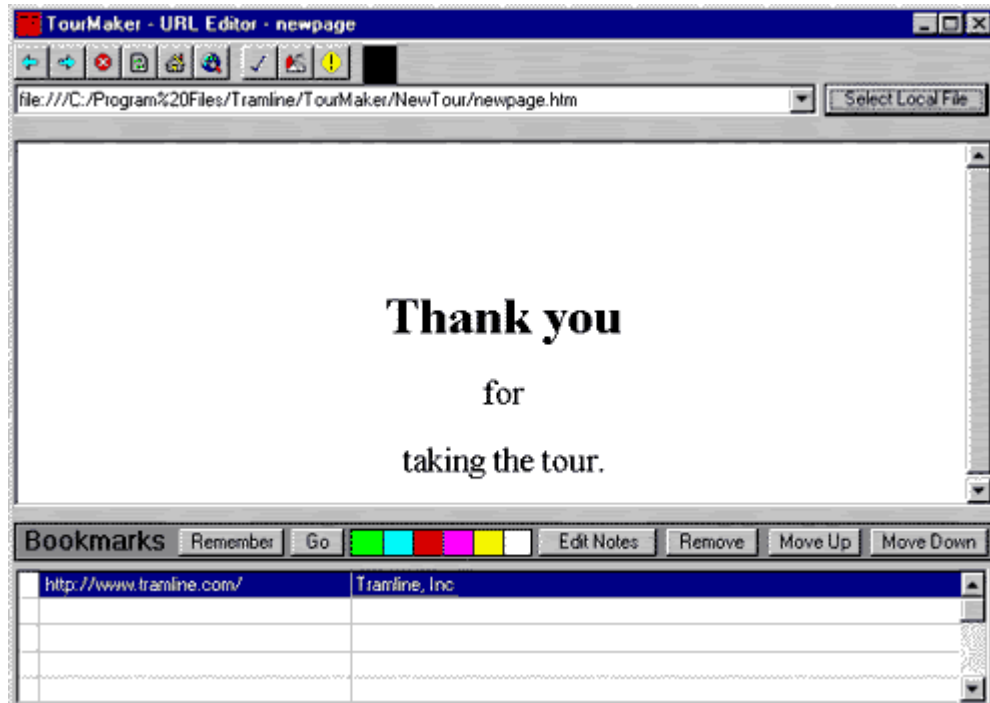 TourMaker - URL Editor - newpage
file:///C:/Program%20Files/Tramline/TourMaker/NewTour/newpage.htm Select Local File
Thank you
for
taking the tour.
Bookmarks Remember Go Edit Notes Remove Move Up Move Down
http://www.tramline.com/ Tramline, Inc